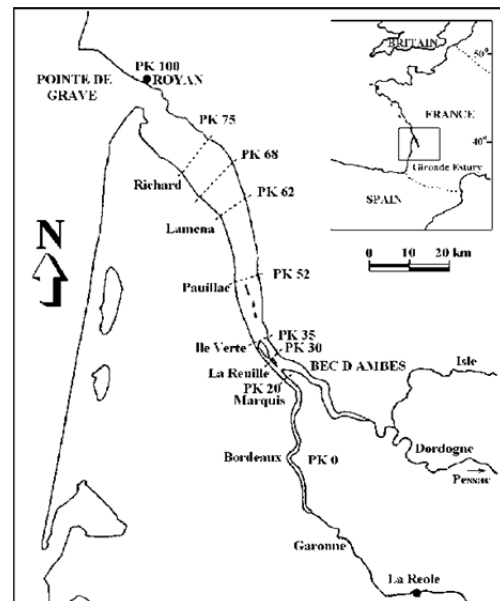 PK 100
ROYAN
POINTE DE
GRAVE
PK 75
PK 68
Richard
PK 62
Lamena
N
PK 52
Pauillac
PK 35
Ile Verte
PK 30
BEC D AMBES
La Reuille
PK 20
Marquis
Isle
Dordogne
Pessac
Bordeaux
PK 0
Garonne
La Reole
BRITAIN
50°
FRANCE
40°
Gironde Estury
SPAIN
0 10 20 km